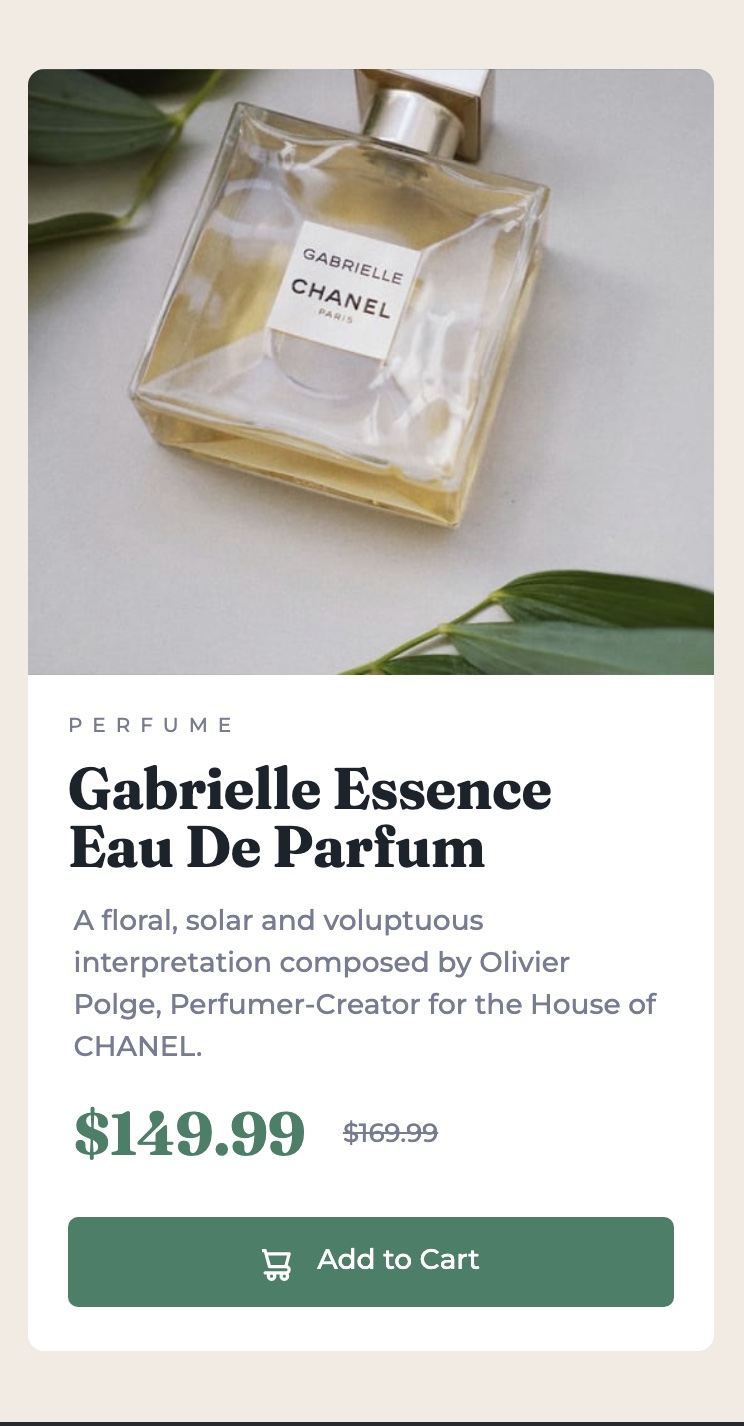 GABRIELLE
CHANEL
PARIS
PERFUME
Gabrielle Essence
Eau De Parfum
A floral, solar and voluptuous
interpretation composed by Olivier
Polge, Perfumer-Creator for the House of
CHANEL.
$149.99 $169.99
Add to Cart